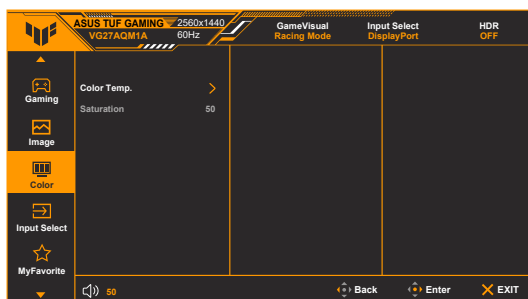 ASUS TUF GAMING 2560x1440
VG27AQM1A 60Hz
GameVisual
Racing Mode
Input Select
DisplayPort
HDR
OFF
Gaming
Image
Color
Input Select
MyFavorite
Color Temp.
Saturation 50
50
Back
Enter
EXIT